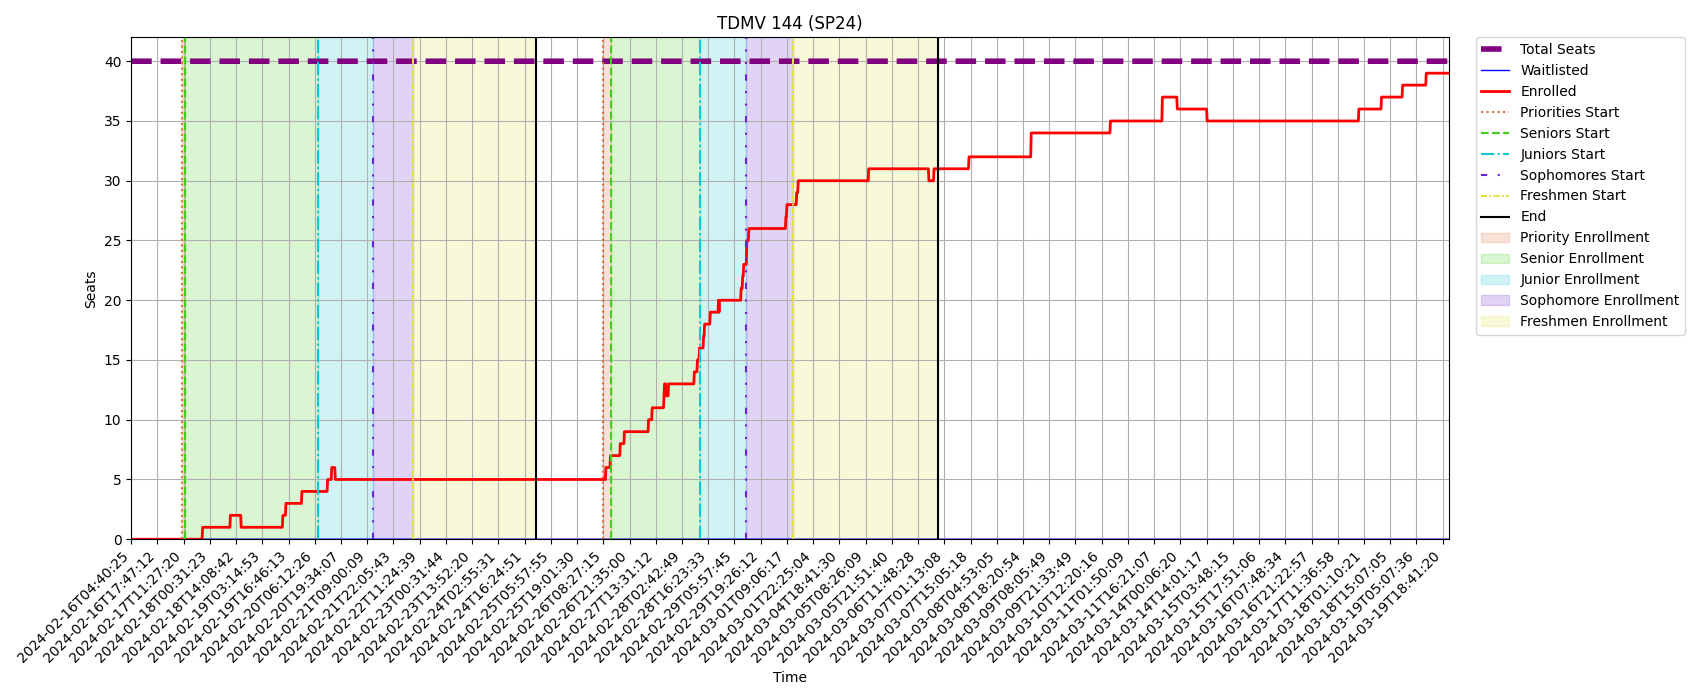 TDMV 144 (SP24)
Seats
40
35
30
25
20
15
10
5
0
2024-02-16T04:40:25
2024-02-16T17:47:12
2024-02-17T11:27:20
2024-02-18T00:31:23
2024-02-18T14:08:42
2024-02-19T03:14:53
2024-02-19T16:46:13
2024-02-20T06:12:26
2024-02-20T19:34:07
2024-02-21T09:00:09
2024-02-21T22:05:43
2024-02-22T11:24:39
2024-02-23T00:31:44
2024-02-23T13:52:20
2024-02-24T02:55:31
2024-02-24T16:24:51
2024-02-25T05:57:55
2024-02-25T19:01:30
2024-02-26T08:27:15
2024-02-26T21:35:00
2024-02-27T13:31:12
2024-02-28T02:42:49
2024-02-28T16:23:33
2024-02-29T05:57:45
2024-02-29T19:26:12
2024-03-01T09:06:17
2024-03-01T22:25:04
2024-03-04T18:41:30
2024-03-05T08:26:09
2024-03-05T21:51:40
2024-03-06T11:48:28
2024-03-07T01:13:08
2024-03-07T15:05:18
2024-03-08T04:53:05
2024-03-08T18:20:54
2024-03-09T08:05:49
2024-03-09T21:33:49
2024-03-10T12:20:16
2024-03-11T01:50:09
2024-03-11T16:21:07
2024-03-14T00:06:20
2024-03-14T14:01:17
2024-03-15T03:48:15
2024-03-15T17:51:06
2024-03-16T07:48:34
2024-03-16T21:22:57
2024-03-17T11:36:58
2024-03-18T01:10:21
2024-03-18T15:07:05
2024-03-19T05:07:36
2024-03-19T18:41:20
Time
Total Seats
Waitlisted
Enrolled
Priorities Start
Seniors Start
Juniors Start
Sophomores Start
Freshmen Start
End
Priority Enrollment
Senior Enrollment
Junior Enrollment
Sophomore Enrollment
Freshmen Enrollment